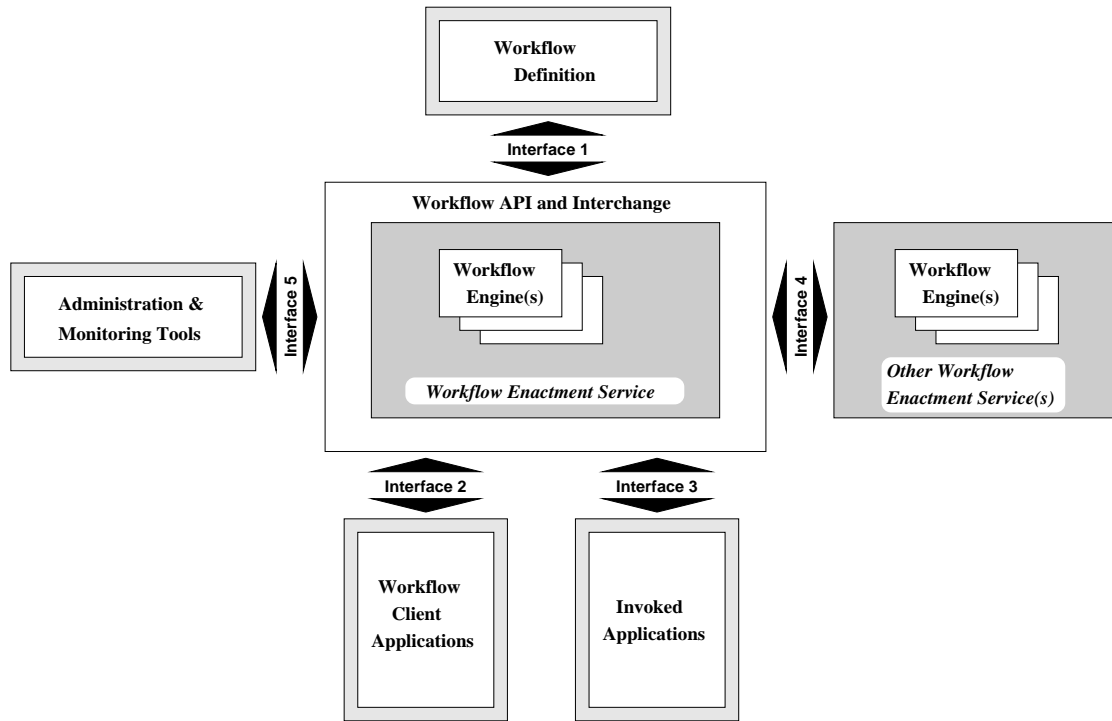 Workflow
Definition
Interface 1
Workflow API and Interchange
Workflow
Engine(s)
Workflow Enactment Service
Administration &
Monitoring Tools
Interface 5
Interface 4
Workflow
Engine(s)
Other Workflow
Enactment Service(s)
Interface 2
Interface 3
Workflow
Client
Applications
Invoked
Applications